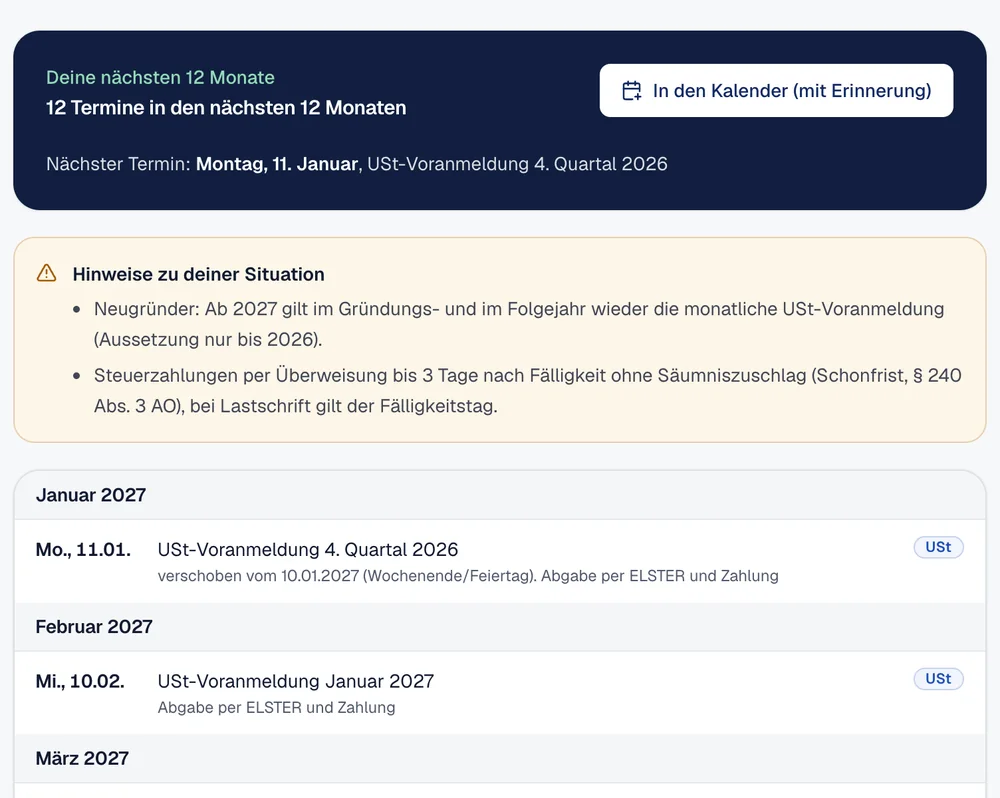 Deine nächsten 12 Monate
12 Termine in den nächsten 12 Monaten
In den Kalender (mit Erinnerung)
Nächster Termin: Montag, 11. Januar, USt-Voranmeldung 4. Quartal 2026
Hinweise zu deiner Situation
• Neugründer: Ab 2027 gilt im Gründungs- und im Folgejahr wieder die monatliche USt-Voranmeldung
(Aussetzung nur bis 2026).
• Steuerzahlungen per Überweisung bis 3 Tage nach Fälligkeit ohne Säumniszuschlag (Schonfrist, § 240
Abs. 3 AO), bei Lastschrift gilt der Fälligkeitstag.
Januar 2027
Mo., 11.01. USt-Voranmeldung 4. Quartal 2026 USt
verschoben vom 10.01.2027 (Wochenende/Feiertag). Abgabe per ELSTER und Zahlung
Februar 2027
Mi., 10.02. USt-Voranmeldung Januar 2027 USt
Abgabe per ELSTER und Zahlung
März 2027